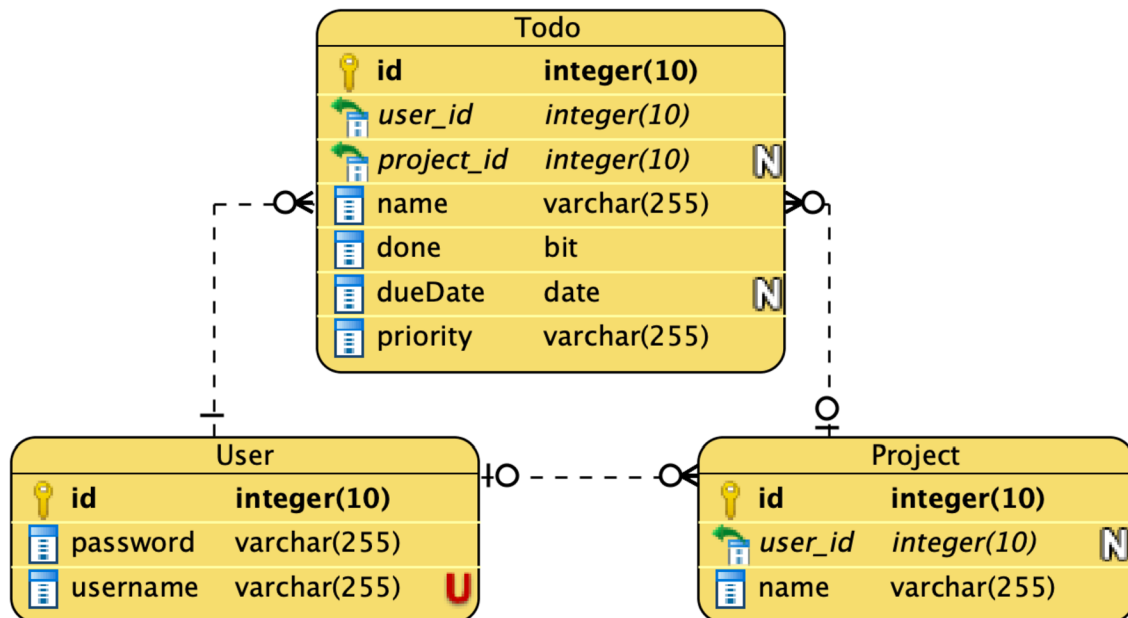 Todo
id integer(10)
user_id integer(10)
project_id integer(10) N
name varchar(255)
done bit
dueDate date N
priority varchar(255)
User
id integer(10)
password varchar(255)
username varchar(255) U
Project
id integer(10)
user_id integer(10) N
name varchar(255)